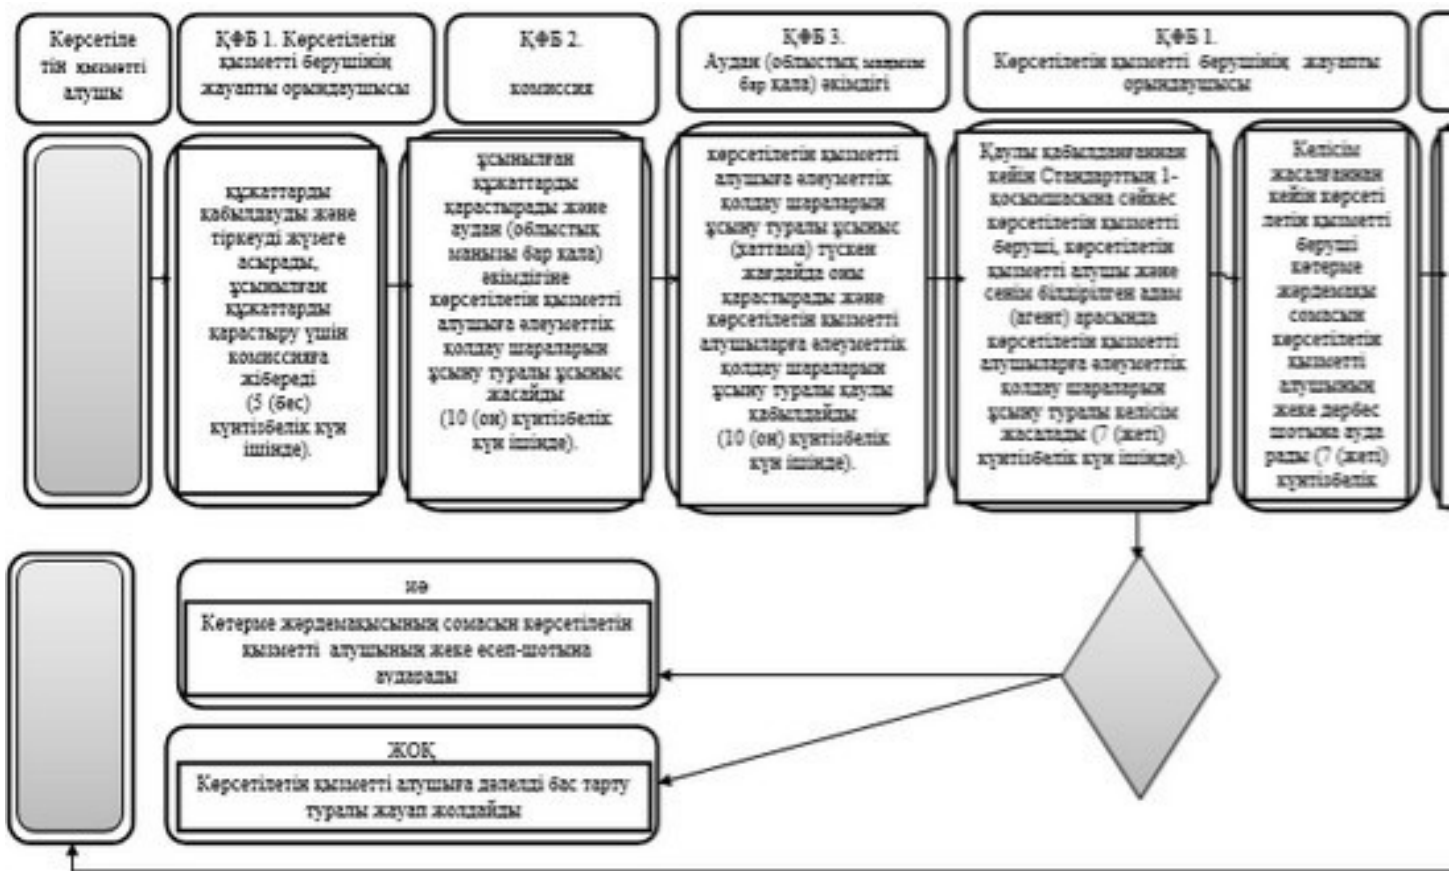 Көрсетіле
тін қызметті
алушы
ҚФБ 1. Көрсетілетін
қызметті берушінің
жауапты орындаушысы
ҚФБ 2.
комиссия
ҚФБ 3.
Аудан (облыстық маңызы
бар қала) әкімдігі
ҚФБ 1.
Көрсетілетін қызметті берушінің жауапты
орындаушысы
құжаттарды
қабылдауды және
тіркеуді жүзеге
асырады,
ұсынылған
құжаттарды
қарастыру үшін
комиссияға
жібереді
(5 (бес)
күнтізбелік күн
ішінде).
ұсынылған
құжаттарды
қарастырады және
аудан (облыстық
маңызы бар қала)
әкімдігіне
көрсетілетін қызметті
алушыға әлеуметтік
қолдау шараларын
ұсыну туралы ұсыныс
жасайды
(10 (он) күнтізбелік
күн ішінде).
көрсетілетін қызметті
алушыға әлеуметтік
қолдау шараларын
ұсыну туралы ұсыныс
(хаттама) түскен
жағдайда оны
қарастырады және
көрсетілетін қызметті
алушыларға әлеуметтік
қолдау шараларын
ұсыну туралы қаулы
қабылдайды
(10 (он) күнтізбелік
күн ішінде).
Қаулы қабылданғаннан
кейін Стандарттың 1-
қосымшасына сәйкес
көрсетілетін қызметті
беруші, көрсетілетін
қызметті алушы және
сенім білдірілген адам
(агент) арасында
көрсетілетін қызметті
алушыларға әлеуметтік
қолдау шараларын
ұсыну туралы келісім
жасалады (7 (жеті)
күнтізбелік күн ішінде).
Келісім
жасалғаннан
кейін көрсеті
летін қызметті
беруші
көтерме
жәрдемақы
сомасын
көрсетілетін
қызметті
алушының
жеке дербес
шотына ауда
рады (7 (жеті)
күнтізбелік
иә
Көтерме жәрдемақысының сомасын көрсетілетін
қызметті алушының жеке есеп-шотына
аударады
ЖОҚ
Көрсетілетін қызметті алушыға дәлелді бас тарту
туралы жауап жолдайды